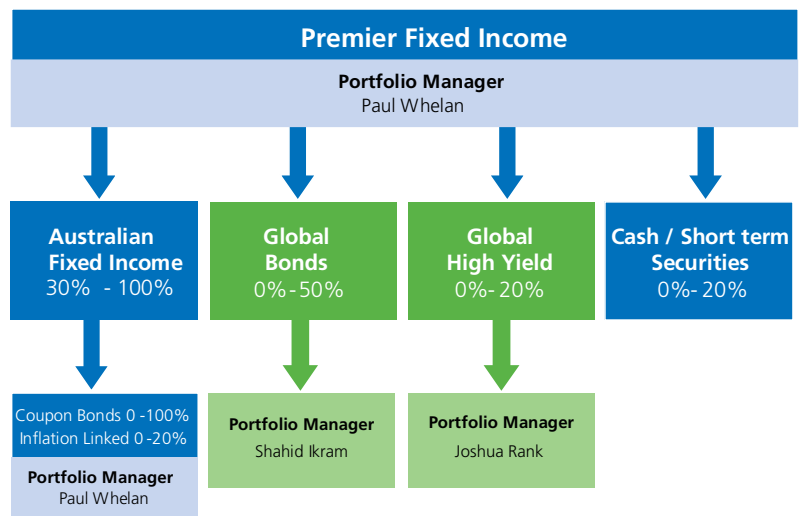 Premier Fixed Income
Portfolio Manager
Paul Whelan
Australian
Fixed Income
30% - 100%
Global
Bonds
0%-50%
Global
High Yield
0%- 20%
Cash / Short term
Securities
0%- 20%
Coupon Bonds 0 -100%
Inflation Linked 0 -20%
Portfolio Manager
Paul Whelan
Portfolio Manager
Shahid Ikram
Portfolio Manager
Joshua Rank